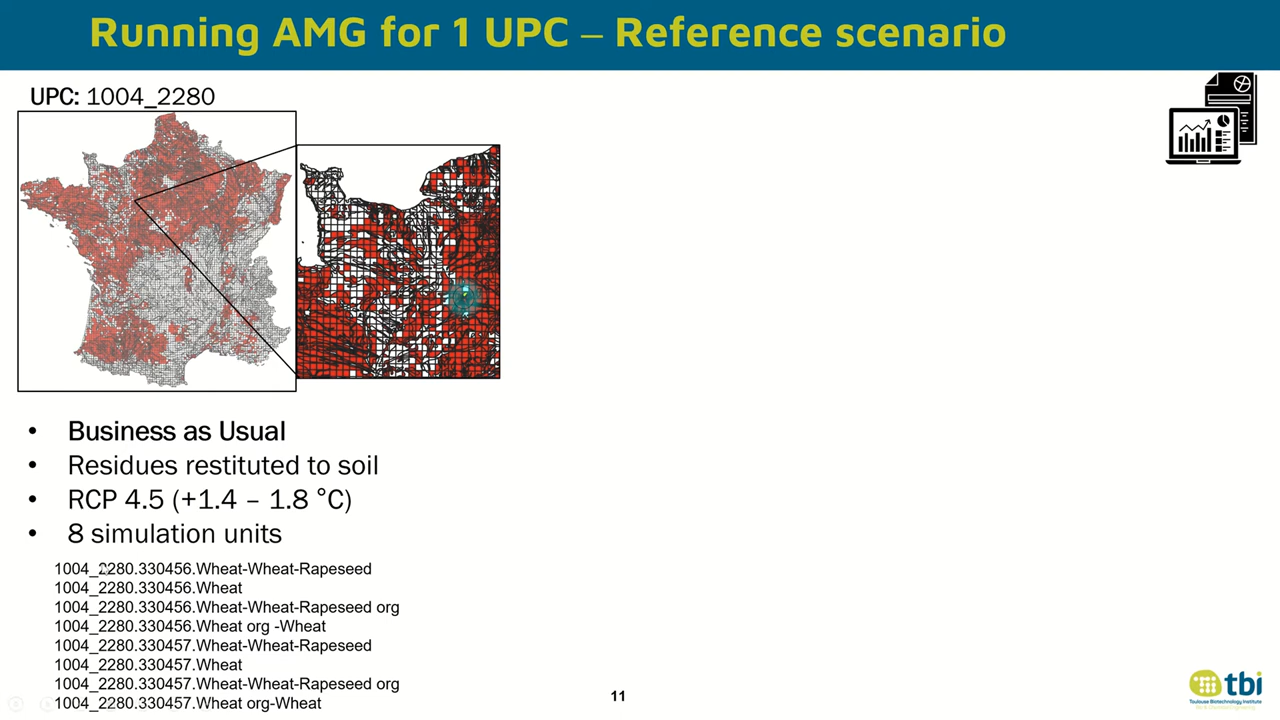 Running AMG for 1 UPC – Reference scenario
UPC: 1004_2280
• Business as Usual
• Residues restituted to soil
• RCP 4.5 (+1.4 – 1.8 °C)
• 8 simulation units
1004_2280.330456.Wheat-Wheat-Rapeseed
1004_2280.330456.Wheat
1004_2280.330456.Wheat-Wheat-Rapeseed org
1004_2280.330456.Wheat org -Wheat
1004_2280.330457.Wheat-Wheat-Rapeseed
1004_2280.330457.Wheat
1004_2280.330457.Wheat-Wheat-Rapeseed org
1004_2280.330457.Wheat org-Wheat
11
tbi
Toulouse Biotechnology Institute